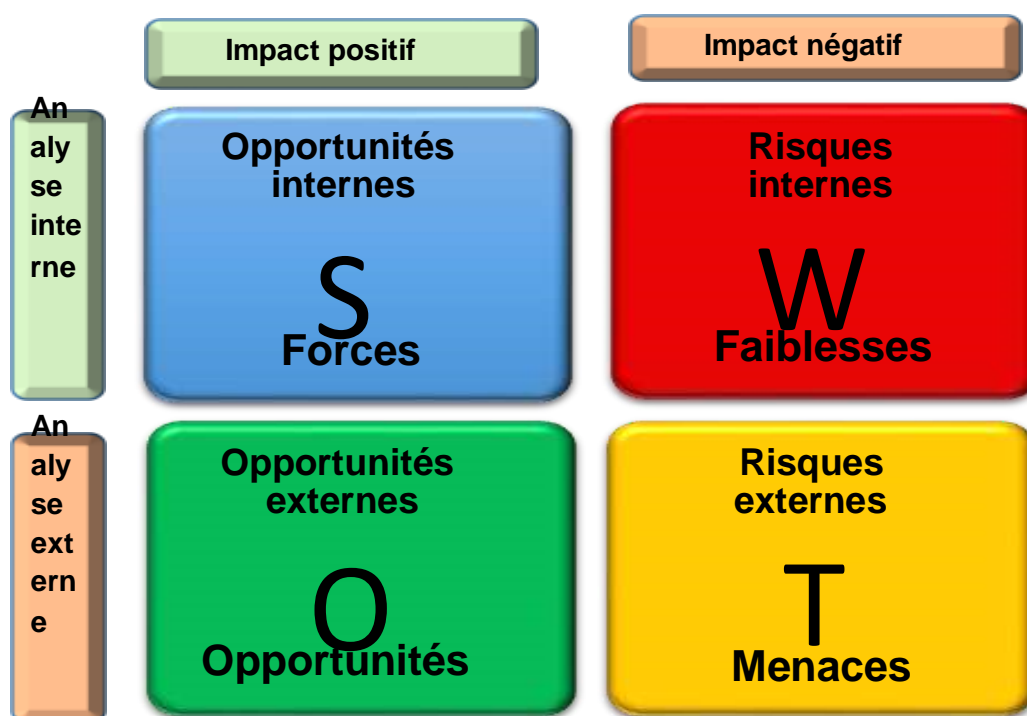 Impact positif
Impact négatif
An
aly
se
inte
rne
Opportunités
internes
S
Forces
Risques
internes
W
Faiblesses
An
aly
se
ext
ern
e
Opportunités
externes
O
Opportunités
Risques
externes
T
Menaces